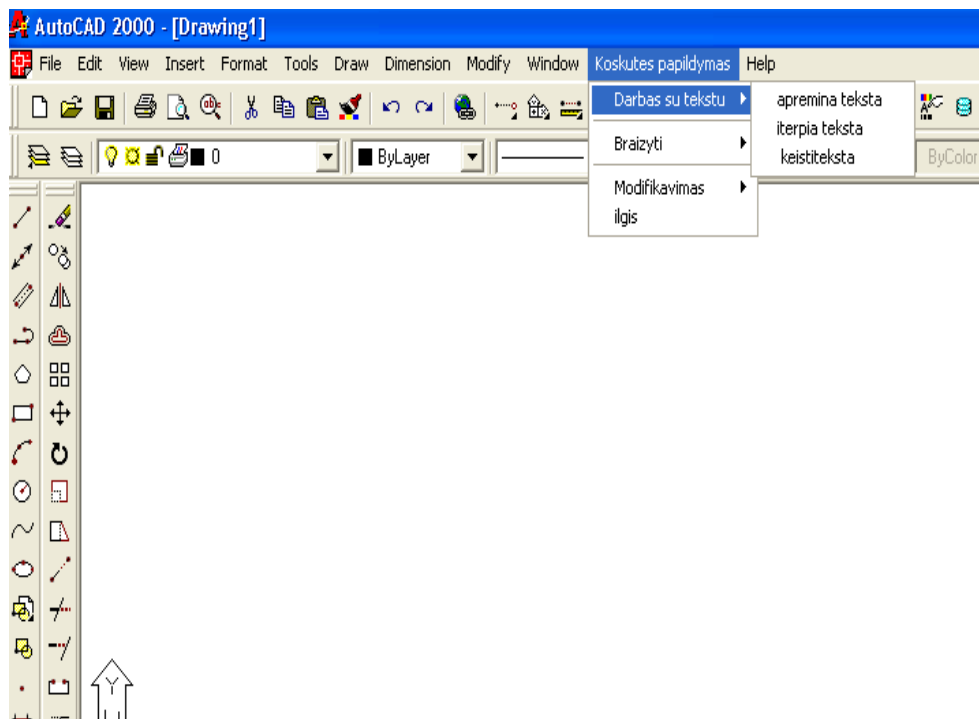 AutoCAD 2000 - [Drawing1]
File Edit View Insert Format Tools Draw Dimension Modify Window Koskutes papildymas Help
Darbas su tekstu
apremina teksta
iterpia teksta
keistiteksta
Braizyti
Modifikavimas
ilgis
0
ByLayer
ByColor
Y